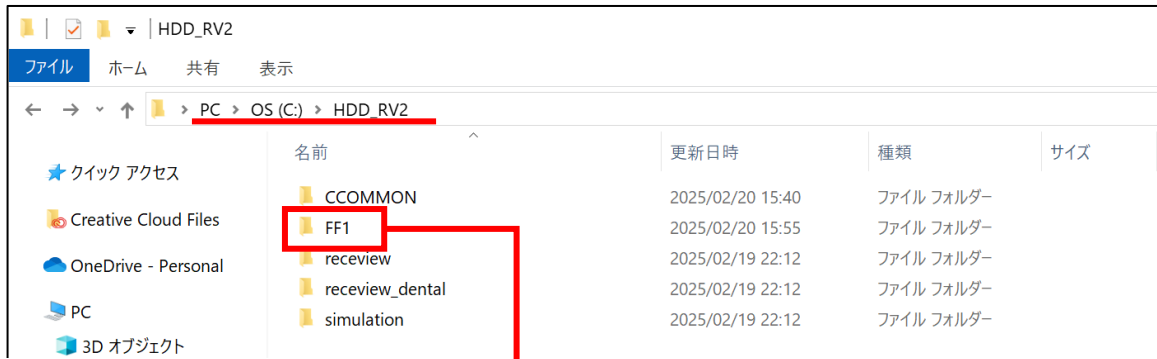 HDD_RV2
ファイル ホーム 共有 表示
PC > OS (C:) > HDD_RV2
名前 更新日時 種類 サイズ
クイック アクセス
Creative Cloud Files
OneDrive - Personal
PC
3D オブジェクト
CCOMMON 2025/02/20 15:40 ファイル フォルダー
FF1 2025/02/20 15:55 ファイル フォルダー
receview 2025/02/19 22:12 ファイル フォルダー
receview_dental 2025/02/19 22:12 ファイル フォルダー
simulation 2025/02/19 22:12 ファイル フォルダー